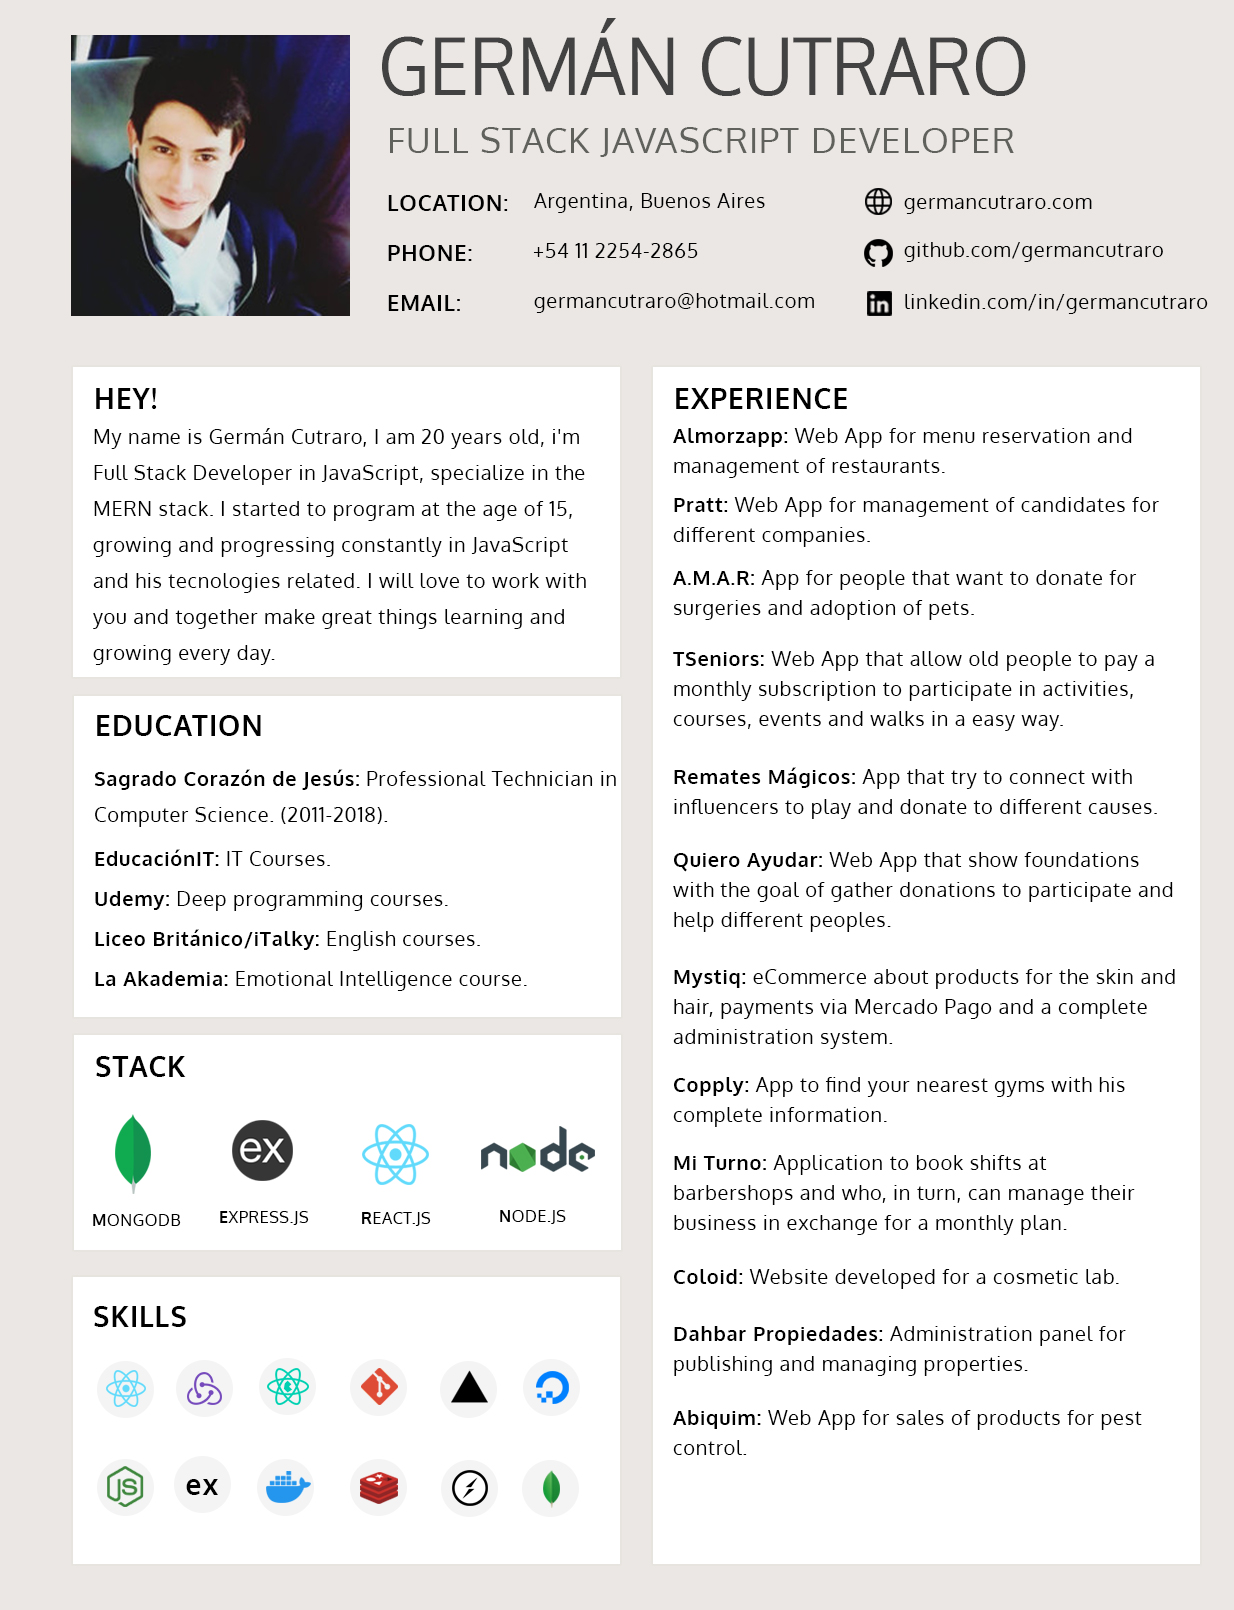 GERMÁN CUTRARO
FULL STACK JAVASCRIPT DEVELOPER
LOCATION: Argentina, Buenos Aires
PHONE: +54 11 2254-2865
EMAIL: germancutraro@hotmail.com
germancutraro.com
github.com/germancutraro
in linkedin.com/in/germancutraro
HEY!
My name is Germán Cutraro, I am 20 years old, i'm
Full Stack Developer in JavaScript, specialize in the
MERN stack. I started to program at the age of 15,
growing and progressing constantly in JavaScript
and his tecnologies related. I will love to work with
you and together make great things learning and
growing every day.
EDUCATION
Sagrado Corazón de Jesús: Professional Technician in
Computer Science. (2011-2018).
EducaciónIT: IT Courses.
Udemy: Deep programming courses.
Liceo Británico/iTalky: English courses.
La Akademia: Emotional Intelligence course.
STACK
ex
node
MONGODB
EXPRESS.JS
REACT.JS
NODE.JS
SKILLS
JS
ex
EXPERIENCE
Almorzapp: Web App for menu reservation and
management of restaurants.
Pratt: Web App for management of candidates for
different companies.
A.M.A.R: App for people that want to donate for
surgeries and adoption of pets.
TSeniors: Web App that allow old people to pay a
monthly subscription to participate in activities,
courses, events and walks in a easy way.
Remates Mágicos: App that try to connect with
influencers to play and donate to different causes.
Quiero Ayudar: Web App that show foundations
with the goal of gather donations to participate and
help different peoples.
Mystiq: eCommerce about products for the skin and
hair, payments via Mercado Pago and a complete
administration system.
Copply: App to find your nearest gyms with his
complete information.
Mi Turno: Application to book shifts at
barbershops and who, in turn, can manage their
business in exchange for a monthly plan.
Coloid: Website developed for a cosmetic lab.
Dahbar Propiedades: Administration panel for
publishing and managing properties.
Abiquim: Web App for sales of products for pest
control.